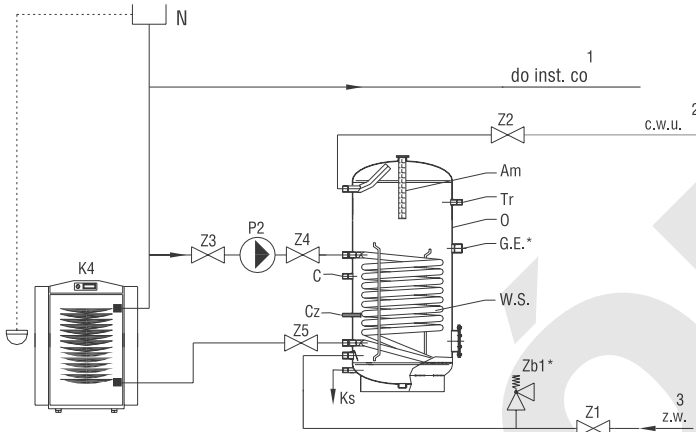 N
1
do inst. co
2
Z2
c.w.u.
Am
Tr
O
P2
Z3
Z4
G.E.*
K4
C
W.S.
Cz
Z5
Zb1*
Ks
3
Z1
z.w.